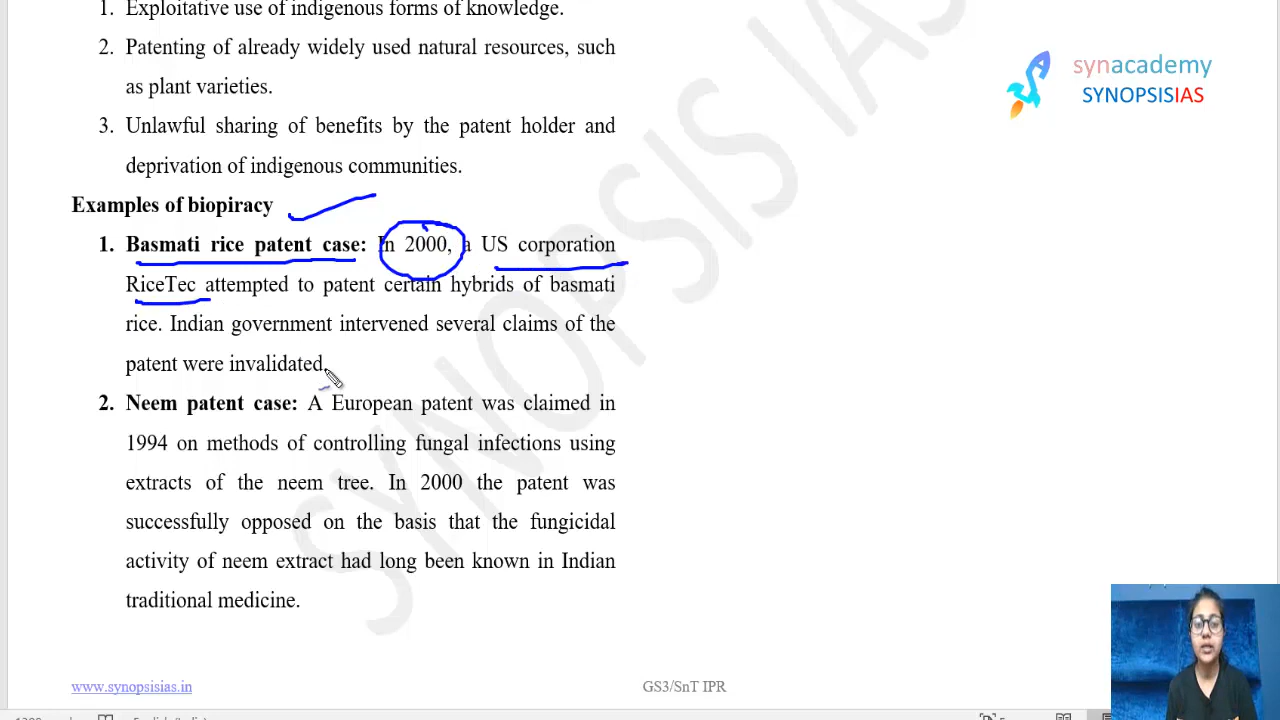 1. Exploitative use of indigenous forms of knowledge.
2. Patenting of already widely used natural resources, such
as plant varieties.
3. Unlawful sharing of benefits by the patent holder and
deprivation of indigenous communities.
Examples of biopiracy
1. Basmati rice patent case: In 2000, a US corporation
RiceTec attempted to patent certain hybrids of basmati
rice. Indian government intervened several claims of the
patent were invalidated.
2. Neem patent case: A European patent was claimed in
1994 on methods of controlling fungal infections using
extracts of the neem tree. In 2000 the patent was
successfully opposed on the basis that the fungicidal
activity of neem extract had long been known in Indian
traditional medicine.
www.synopsisias.in
GS3/SnT IPR
synacademy
SYNOPSISIAS
SYNOPSIS IAS